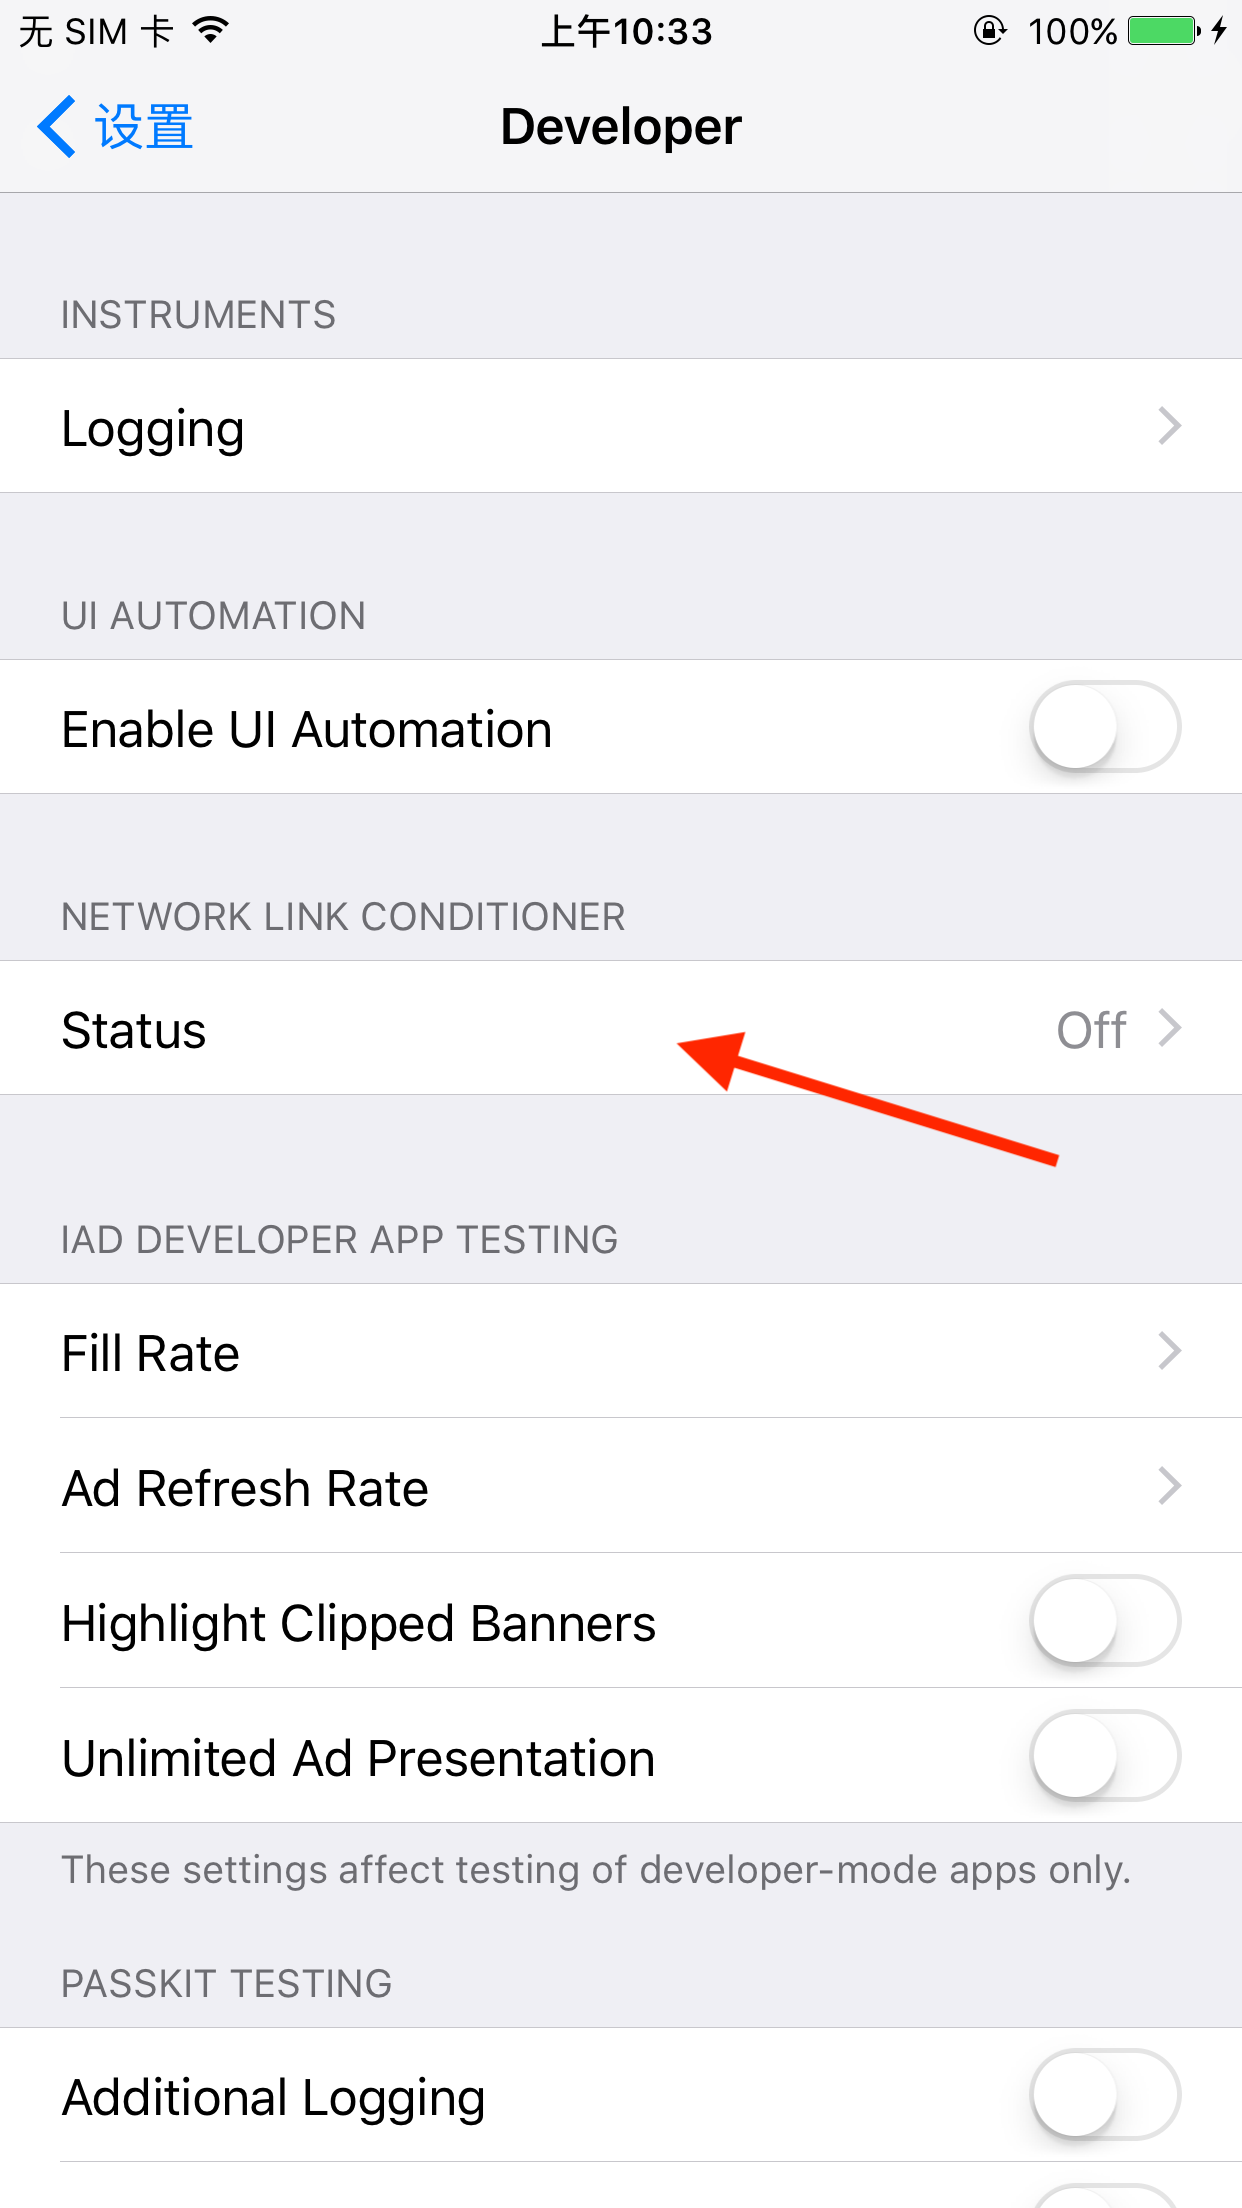 无 SIM 卡 上午10:33 100%
设置 Developer
INSTRUMENTS
Logging
UI AUTOMATION
Enable UI Automation
NETWORK LINK CONDITIONER
Status Off
IAD DEVELOPER APP TESTING
Fill Rate
Ad Refresh Rate
Highlight Clipped Banners
Unlimited Ad Presentation
These settings affect testing of developer-mode apps only.
PASSKIT TESTING
Additional Logging